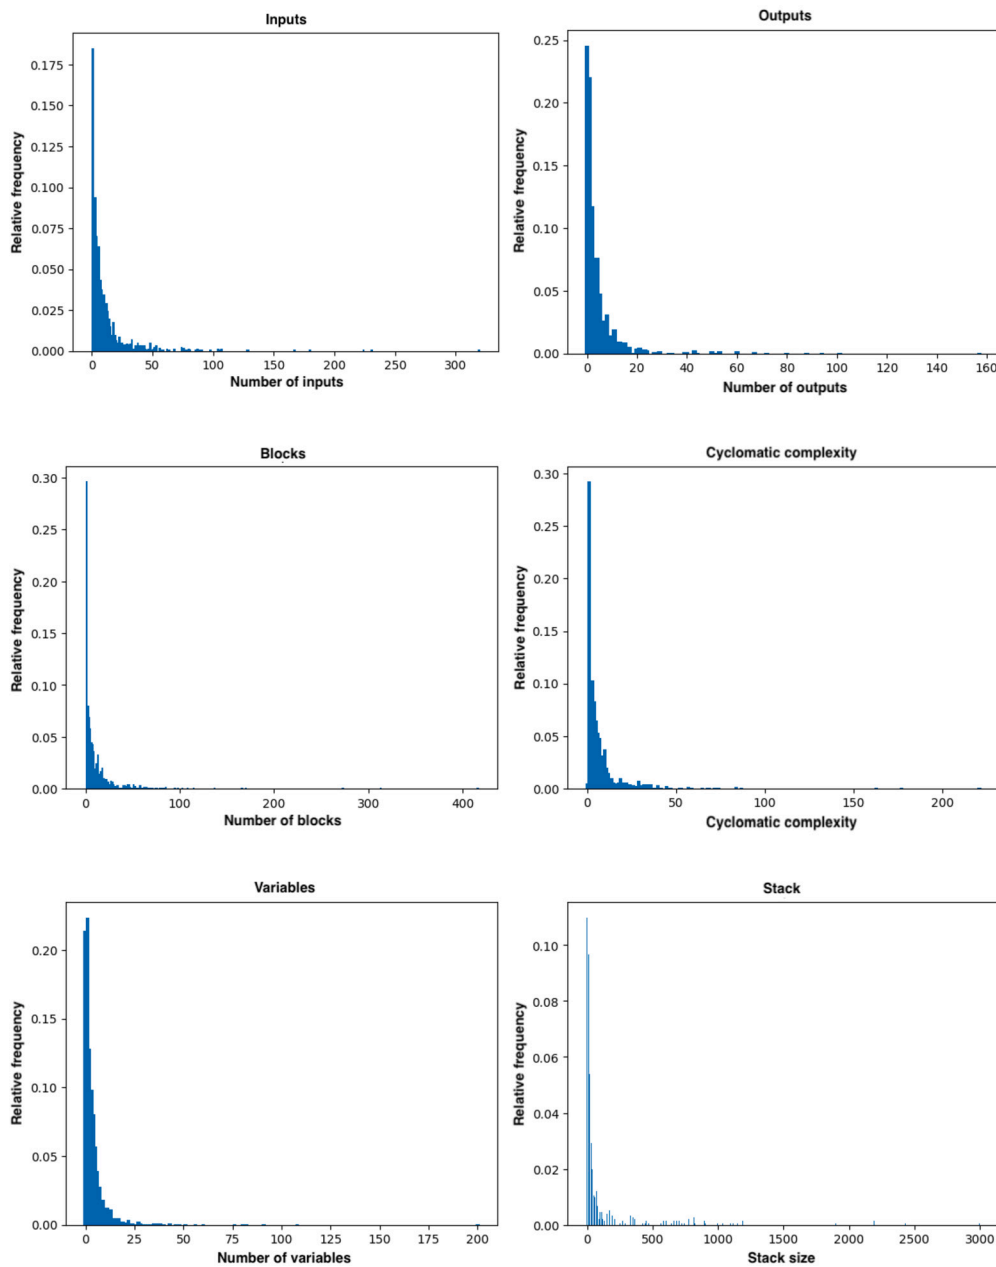 Inputs
Relative frequency
0.175
0.150
0.125
0.100
0.075
0.050
0.025
0.000
0 50 100 150 200 250 300
Number of inputs
Outputs
Relative frequency
0.25
0.20
0.15
0.10
0.05
0.00
0 20 40 60 80 100 120 140 160
Number of outputs
Blocks
Relative frequency
0.30
0.25
0.20
0.15
0.10
0.05
0.00
0 100 200 300 400
Number of blocks
Cyclomatic complexity
Relative frequency
0.30
0.25
0.20
0.15
0.10
0.05
0.00
0 50 100 150 200
Cyclomatic complexity
Variables
Relative frequency
0.20
0.15
0.10
0.05
0.00
0 25 50 75 100 125 150 175 200
Number of variables
Stack
Relative frequency
0.10
0.08
0.06
0.04
0.02
0.00
0 500 1000 1500 2000 2500 3000
Stack size